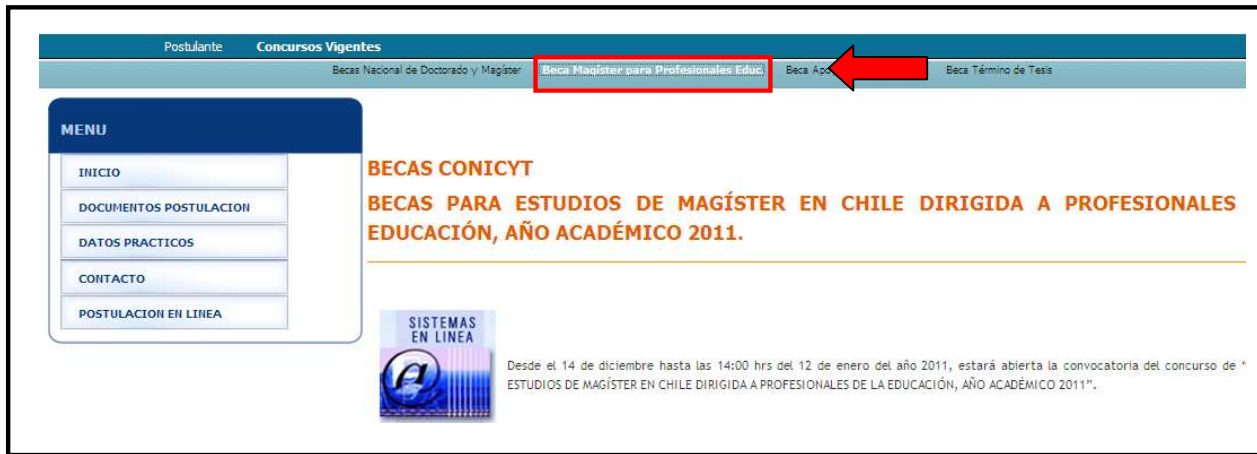 Postulante Concursos Vigentes
Becas Nacional de Doctorado y Magíster Beca Magíster para Profesionales Educ. Beca Beca Término de Tesis
MENU
INICIO
DOCUMENTOS POSTULACION
DATOS PRACTICOS
CONTACTO
POSTULACION EN LINEA
BECAS CONICYT
BECAS PARA ESTUDIOS DE MAGÍSTER EN CHILE DIRIGIDA A PROFESIONALES
EDUCACIÓN, AÑO ACADÉMICO 2011.
SISTEMAS
EN LINEA
Desde el 14 de diciembre hasta las 14:00 hrs del 12 de enero del año 2011, estará abierta la convocatoria del concurso de "
ESTUDIOS DE MAGÍSTER EN CHILE DIRIGIDA A PROFESIONALES DE LA EDUCACIÓN, AÑO ACADÉMICO 2011".